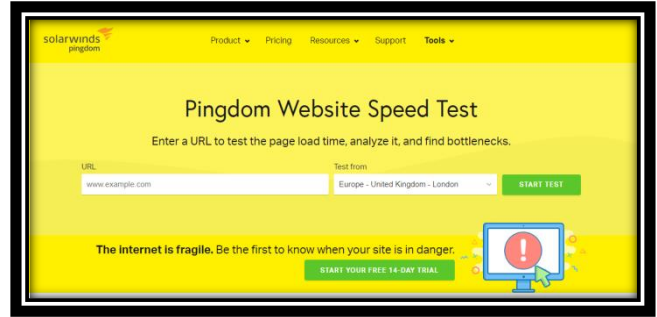 solarwinds
pingdom
Product Pricing Resources Support Tools
Pingdom Website Speed Test
Enter a URL to test the page load time, analyze it, and find bottlenecks.
URL Test from
www.example.com Europe - United Kingdom - London START TEST
The internet is fragile. Be the first to know when your site is in danger.
START YOUR FREE 14-DAY TRIAL